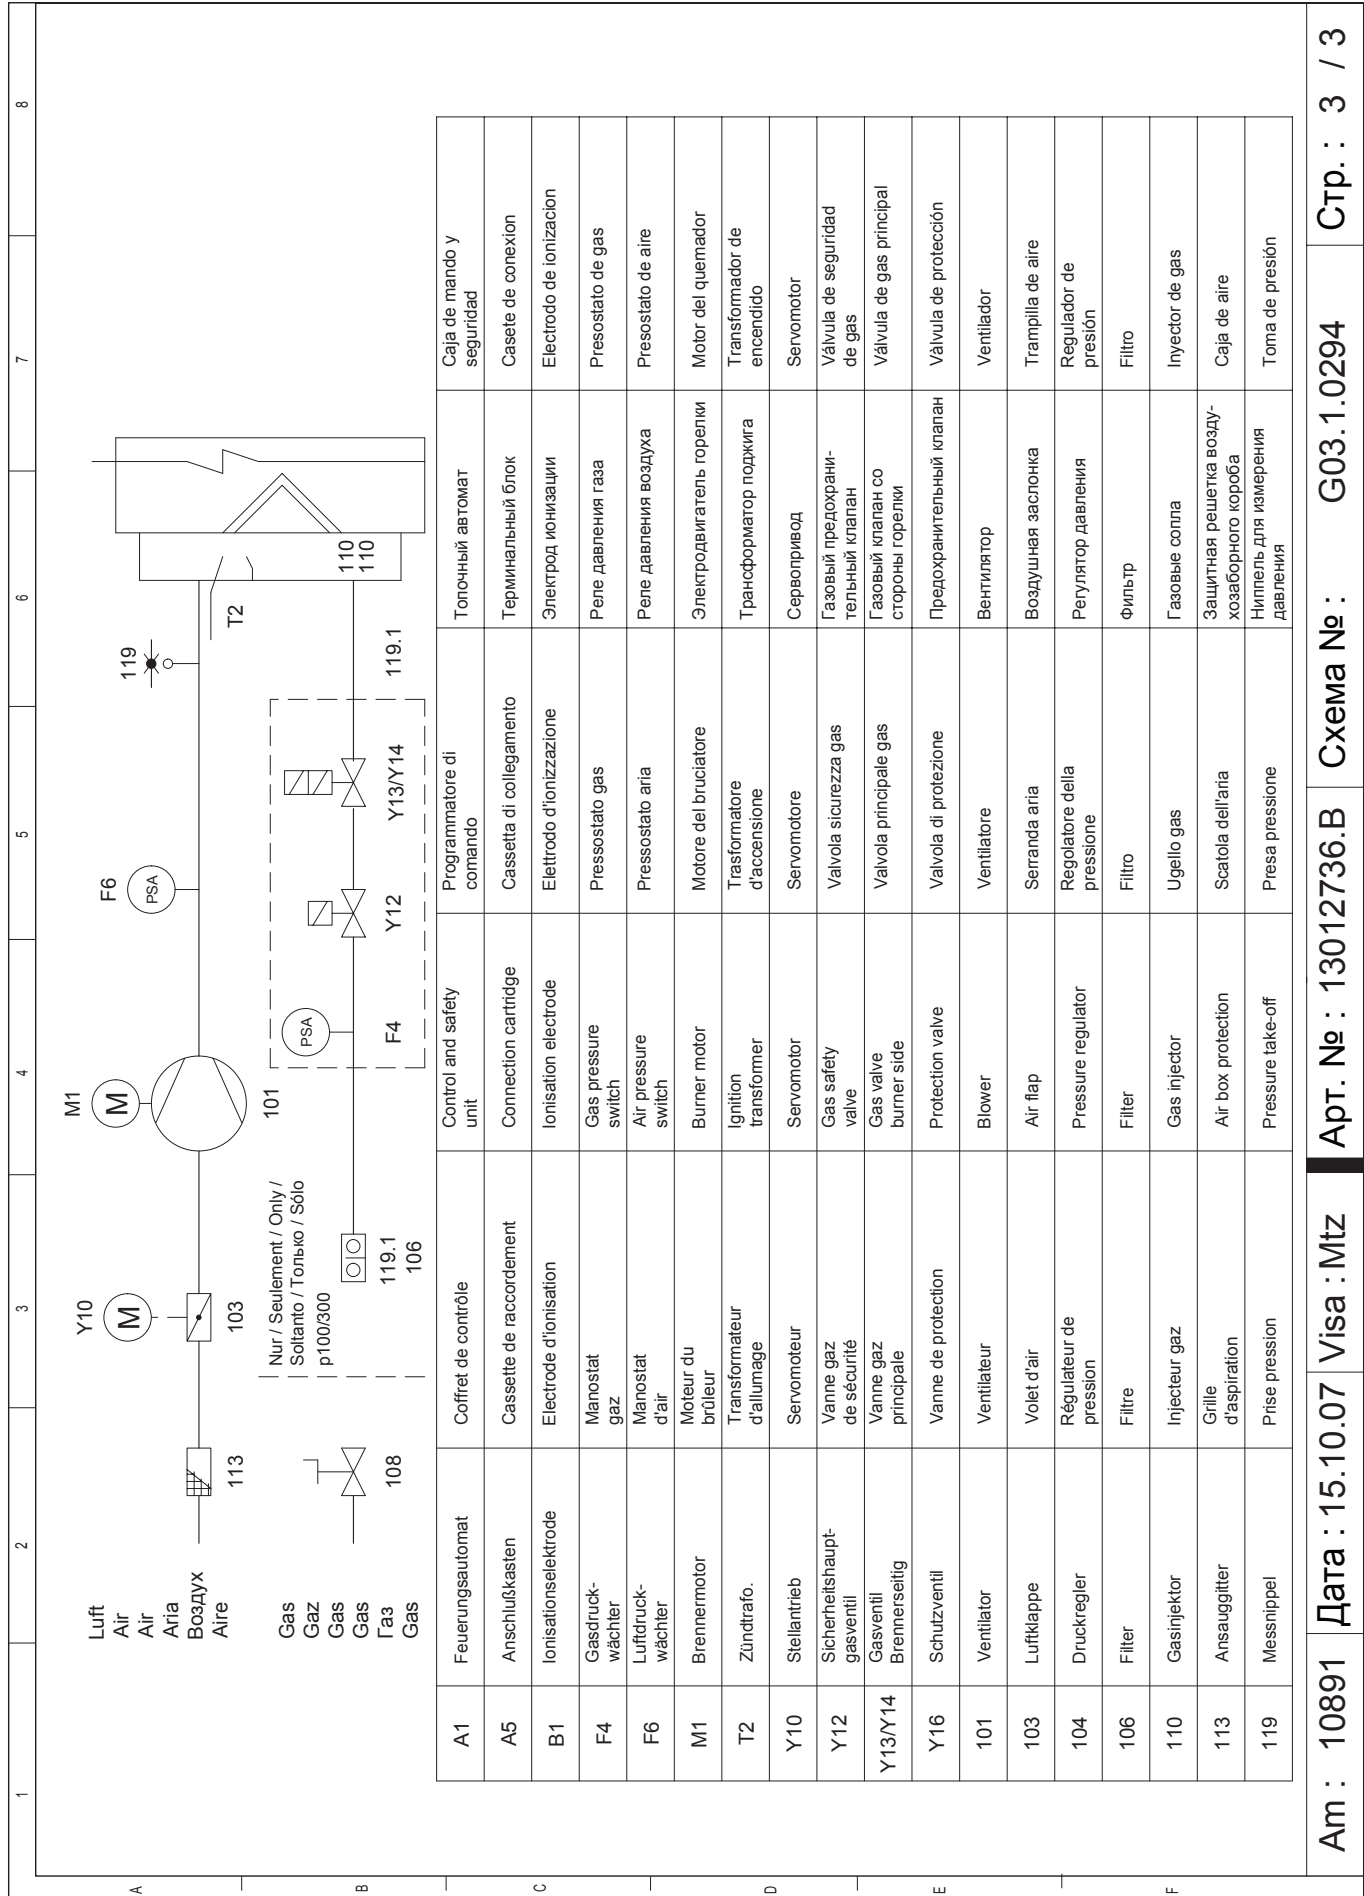 1
2
3
4
5
6
7
8
A
B
C
D
E
F
Luft
Air
Air
Aria
Воздух
Aire
113
Y10
M
103
M1
M
101
F6
PSA
119
T2
110
110
Gas
Gaz
Gas
Gas
Газ
Gas
108
Nur / Seulement / Only /
Soltanto / Только / Sólo
p100/300
119.1
106
PSA
F4
Y12
Y13/Y14
119.1
A1
Feuerungsautomat
Coffret de contrôle
Control and safety
unit
Programmatore di
comando
Топочный автомат
Caja de mando y
seguridad
A5
Anschlußkasten
Cassette de raccordement
Connection cartridge
Cassetta di collegamento
Терминальный блок
Casete de conexion
B1
Ionisationselektrode
Electrode d'ionisation
Ionisation electrode
Elettrodo d'ionizzazione
Электрод ионизации
Electrodo de ionizacion
F4
Gasdruck-
wächter
Manostat
gaz
Gas pressure
switch
Pressostato gas
Реле давления газа
Presostato de gas
F6
Luftdruck-
wächter
Manostat
d'air
Air pressure
switch
Pressostato aria
Реле давления воздуха
Presostato de aire
M1
Brennermotor
Moteur du
brûleur
Burner motor
Motore del bruciatore
Электродвигатель горелки
Motor del quemador
T2
Zündtrafo.
Transformateur
d'allumage
Ignition
transformer
Trasformatore
d'accensione
Трансформатор поджига
Transformador de
encendido
Y10
Stellantrieb
Servomoteur
Servomotor
Servomotore
Сервопривод
Servomotor
Y12
Sicherheitshaupt-
gasventil
Vanne gaz
de sécurité
Gas safety
valve
Valvola sicurezza gas
Газовый предохрани-
тельный клапан
Válvula de seguridad
de gas
Y13/Y14
Gasventil
Brennerseitig
Vanne gaz
principale
Gas valve
burner side
Valvola principale gas
Газовый клапан со
стороны горелки
Válvula de gas principal
Y16
Schutzventil
Vanne de protection
Protection valve
Valvola di protezione
Предохранительный клапан
Vàlvula de protección
101
Ventilator
Ventilateur
Blower
Ventilatore
Вентилятор
Ventilador
103
Luftklappe
Volet d'air
Air flap
Serranda aria
Воздушная заслонка
Trampilla de aire
104
Druckregler
Régulateur de
pression
Pressure regulator
Regolatore della
pressione
Регулятор давления
Regulador de
presión
106
Filter
Filtre
Filter
Filtro
Фильтр
Filtro
110
Gasinjektor
Injecteur gaz
Gas injector
Ugello gas
Газовые сопла
Inyector de gas
113
Ansauggitter
Grille
d'aspiration
Air box protection
Scatola dell'aria
Защитная решетка возду-
хозаборного короба
Caja de aire
119
Messnippel
Prise pression
Pressure take-off
Presa pressione
Ниппель для измерения
давления
Toma de presión
Am : 10891
Дата : 15.10.07
Visa : Mtz
Арт. № : 13012736.B
Схема № : G03.1.0294
Стр. : 3 / 3